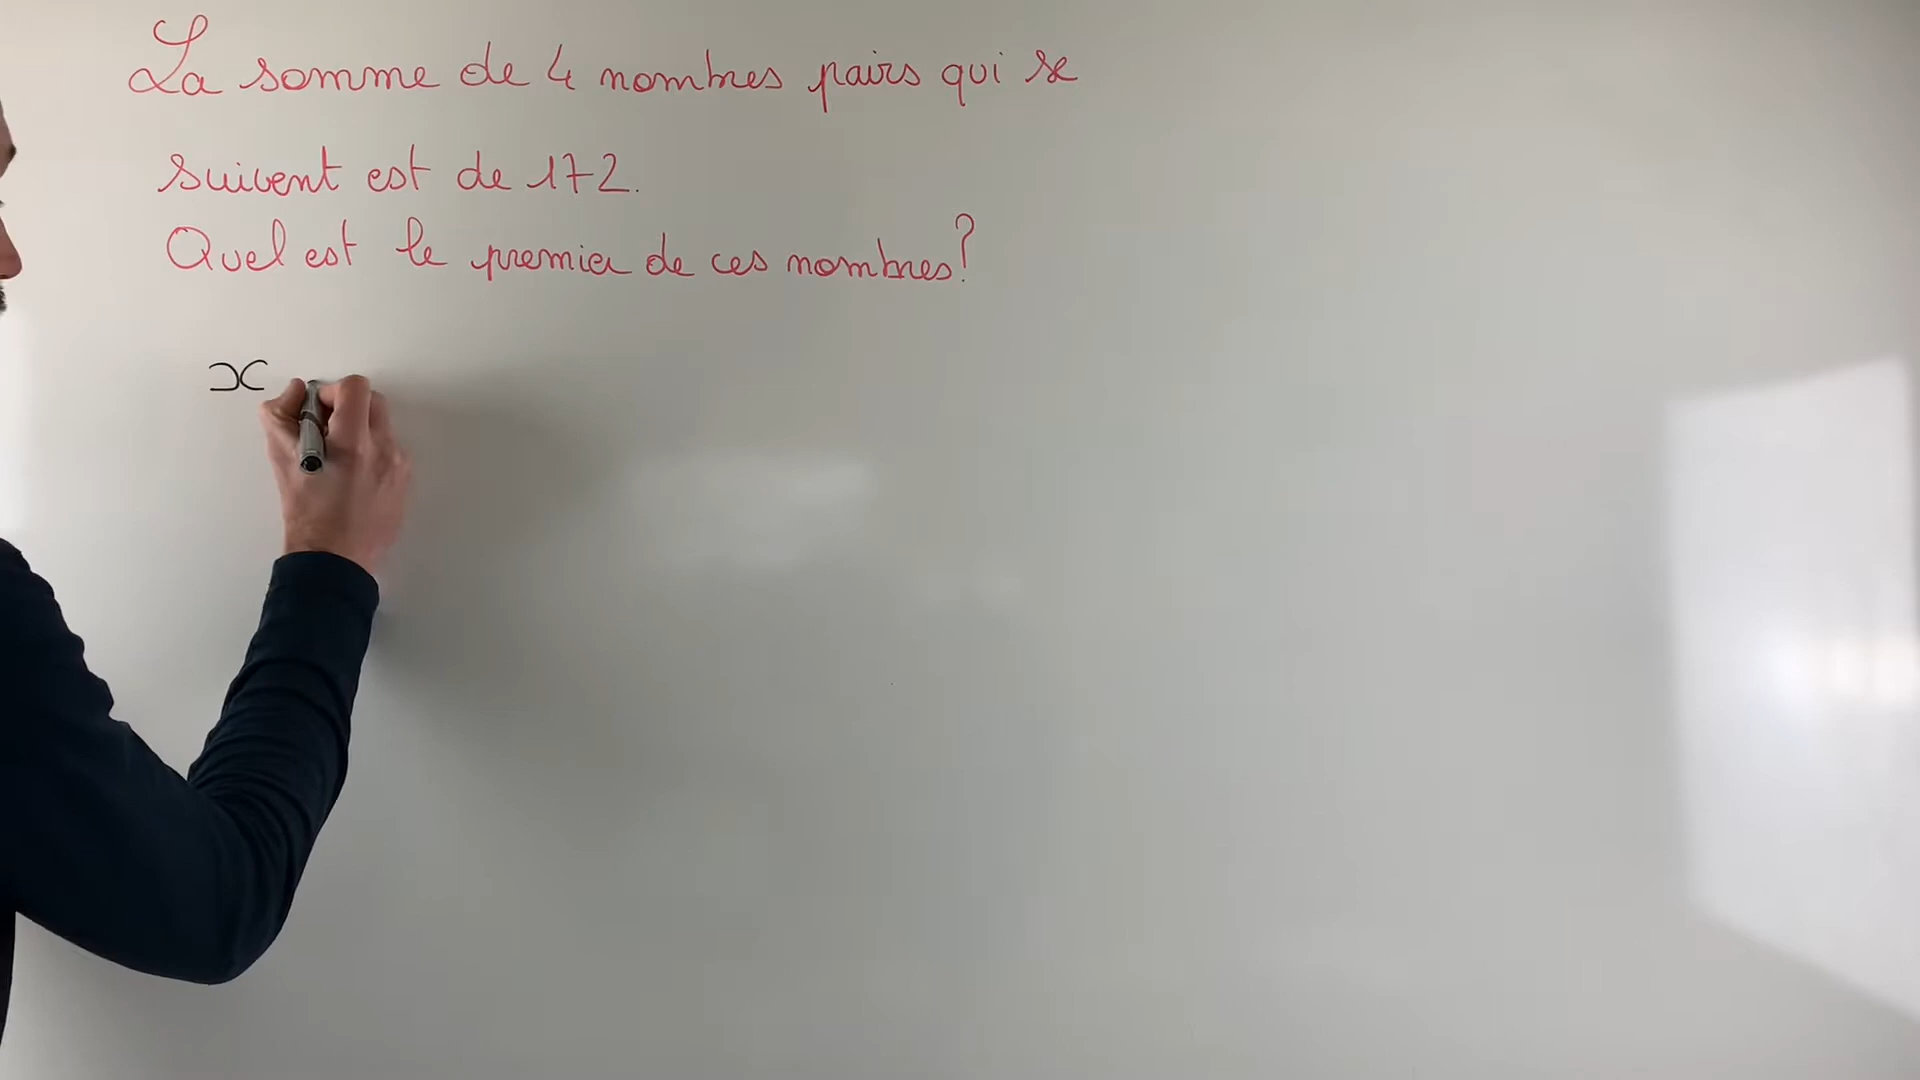 La somme de 4 nombres pairs qui se
suivent est de 172.
Quel est le premier de ces nombres?
x